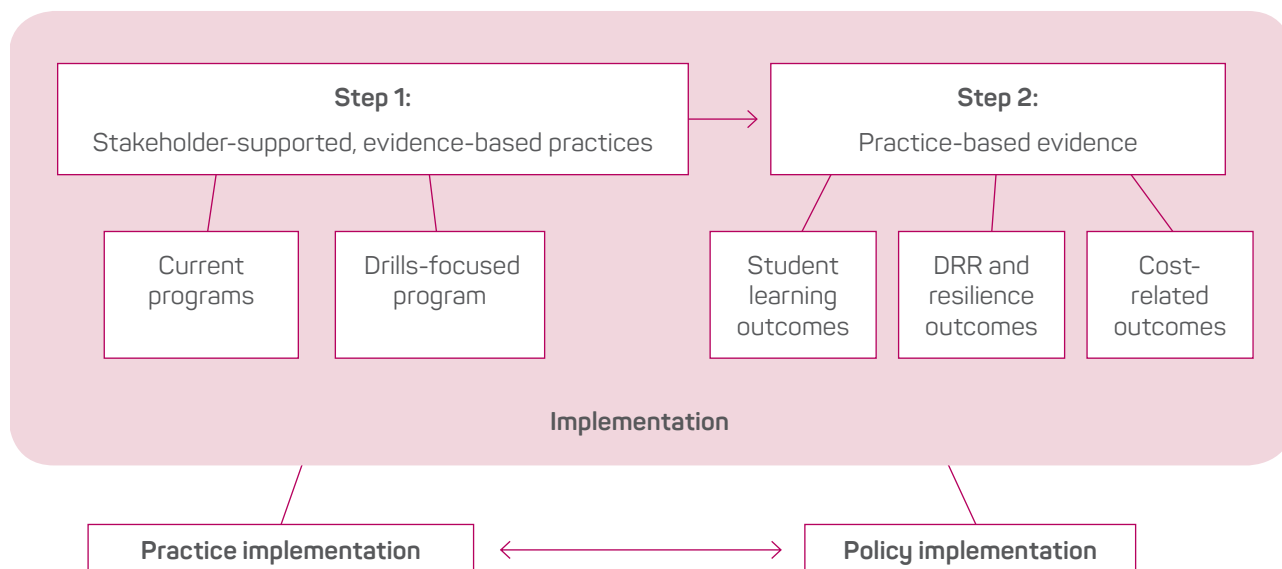 Step 1:
Stakeholder-supported, evidence-based practices
Step 2:
Practice-based evidence
Current
programs
Drills-focused
program
Student
learning
outcomes
DRR and
resilience
outcomes
Cost-
related
outcomes
Implementation
Practice implementation
Policy implementation